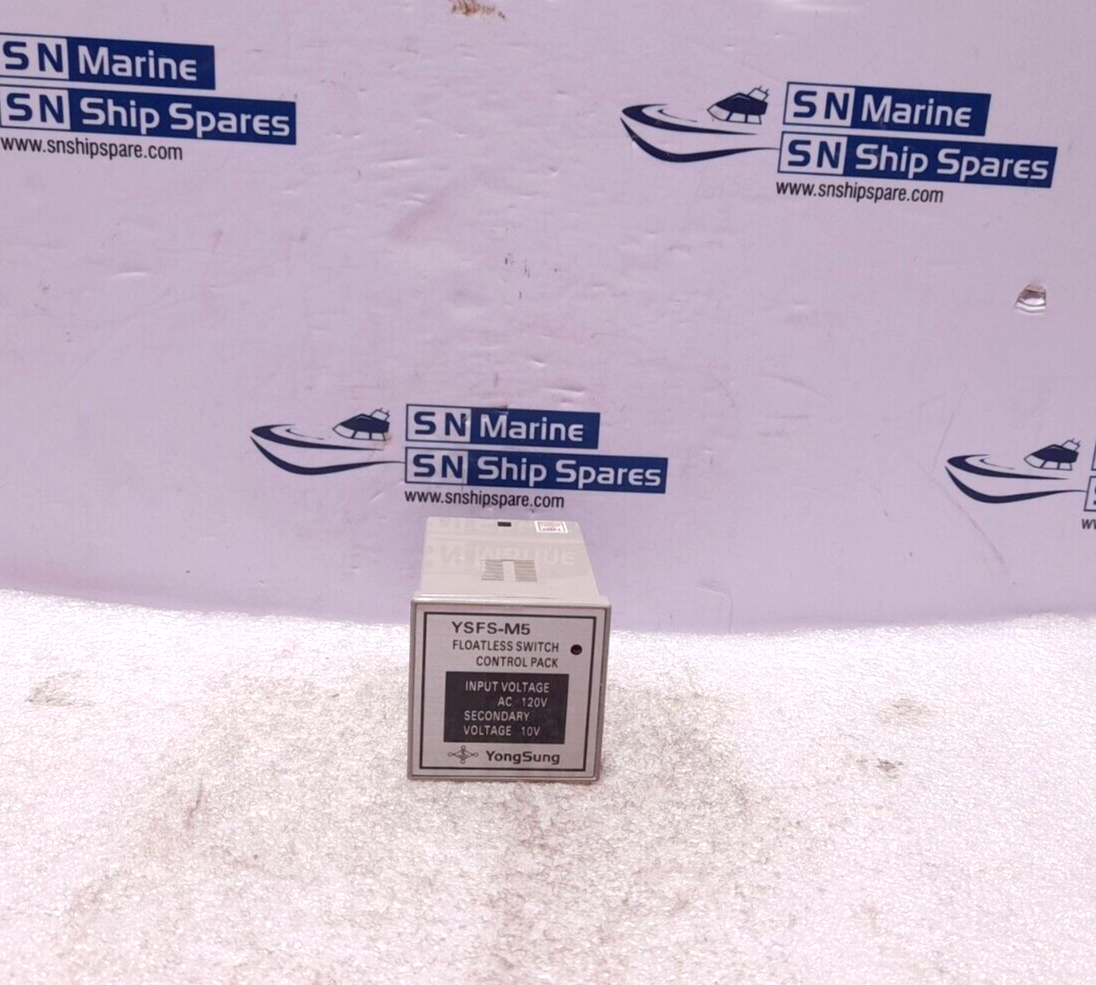 SN Marine
SN Ship Spares
www.snshipspare.com
SN Marine
SN Ship Spares
www.snshipspare.com
SN Marine
SN Ship Spares
www.snshipspare.com
YSFS-M5
FLOATLESS SWITCH
CONTROL PACK
INPUT VOLTAGE
AC 120V
SECONDARY
VOLTAGE 10V
YongSung